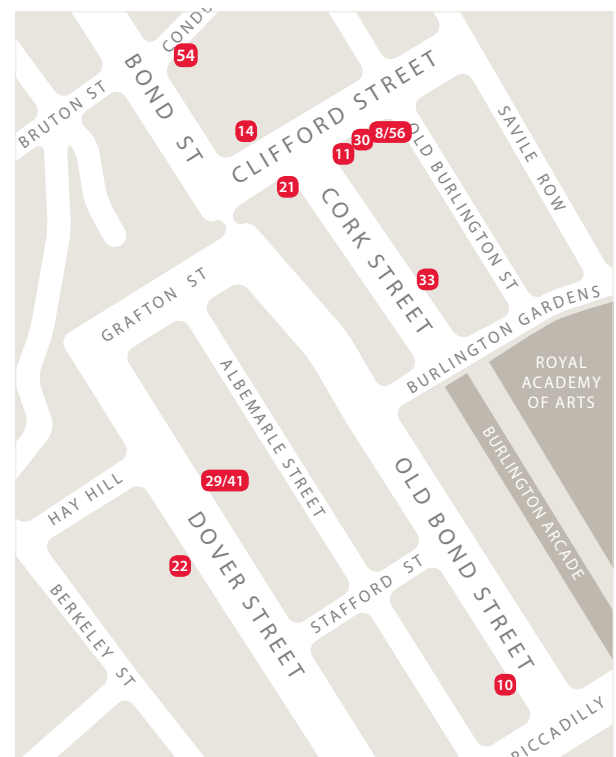 CONDU
54
BOND ST
BRUTON ST
14
CLIFFORD STREET
8/56
30
11
SAVILE ROW
OLD BURLINGTON ST
21
CORK STREET
33
GRAFTON ST
BURLINGTON GARDENS
ROYAL
ACADEMY
OF ARTS
ALBEMARLE STREET
BURLINGTON ARCADE
29/41
HAY HILL
OLD BOND STREET
DOVER STREET
22
STAFFORD ST
BERKELEY ST
10
PICCADILLY